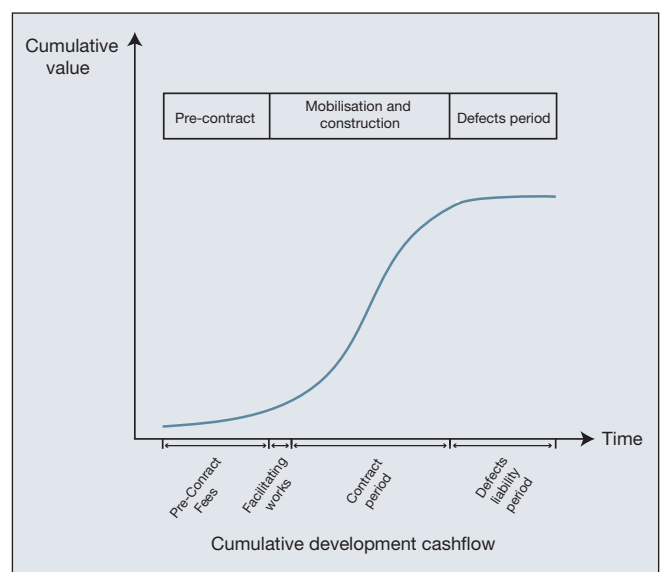 Cumulative
value
Pre-contract
Mobilisation and
construction
Defects period
Time
Pre-Conract
Fees
Facilitating
works
Contract
period
Defects
liability
period
Cumulative development cashflow